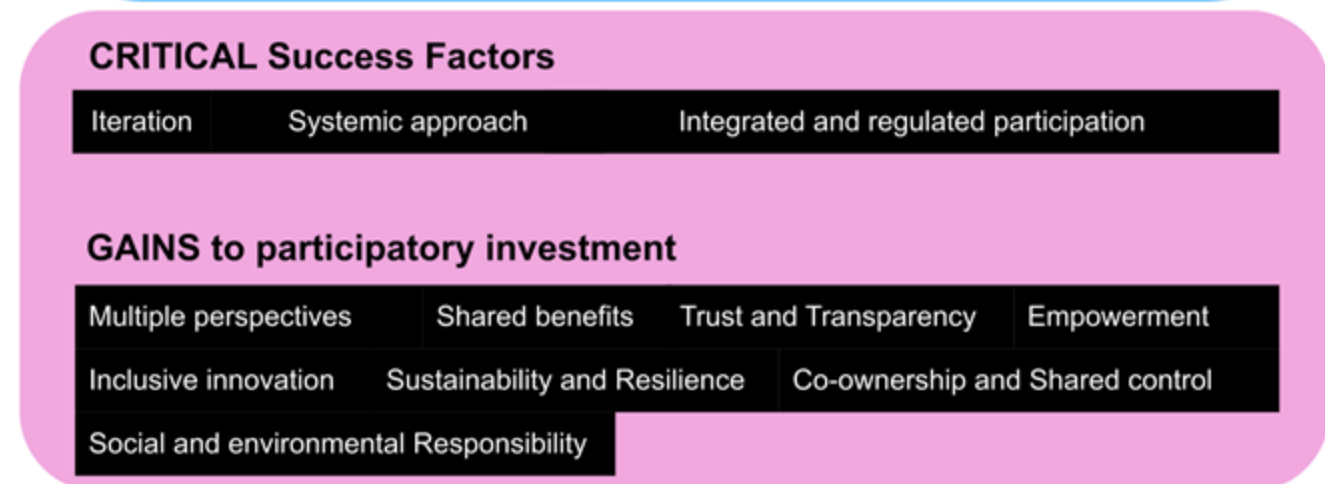 CRITICAL Success Factors
Iteration Systemic approach Integrated and regulated participation
GAINS to participatory investment
Multiple perspectives Shared benefits Trust and Transparency Empowerment
Inclusive innovation Sustainability and Resilience Co-ownership and Shared control
Social and environmental Responsibility